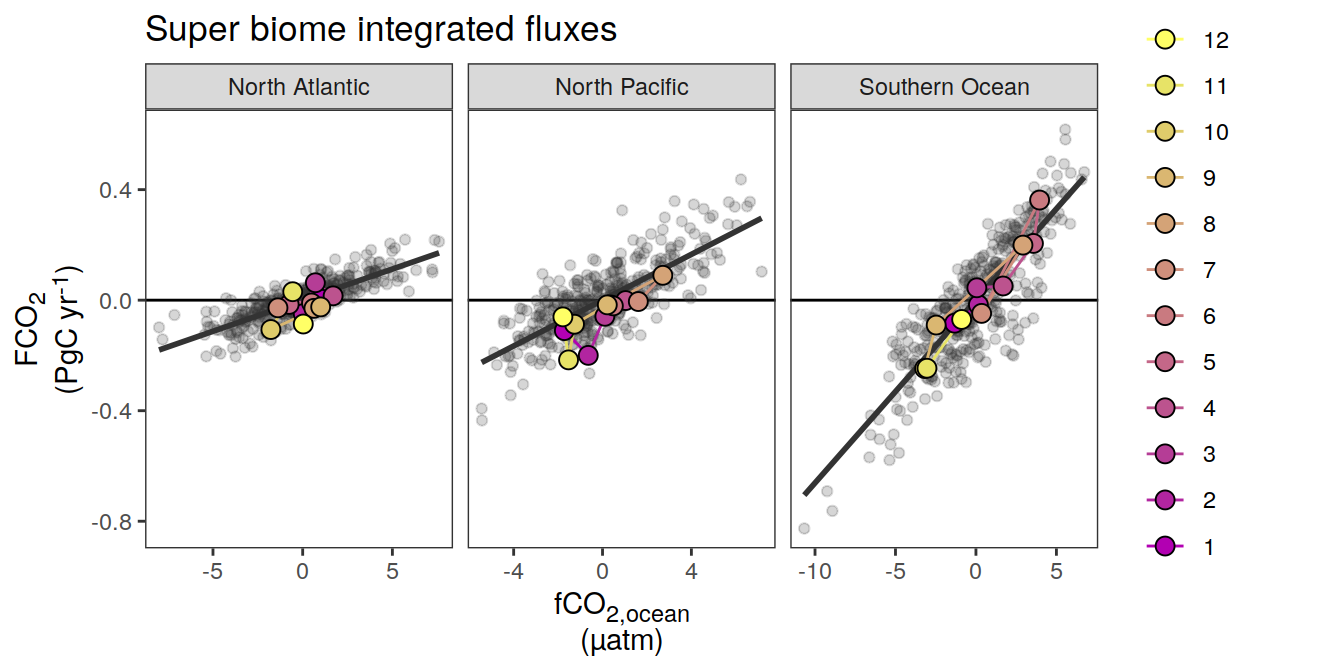 Super biome integrated fluxes
North Atlantic
North Pacific
Southern Ocean
FCO2
(PgC yr-1)
0.4
0.0
-0.4
-0.8
-5 0 5
-4 0 4
-10 -5 0 5
fCO2,ocean
(µatm)
12
11
10
9
8
7
6
5
4
3
2
1